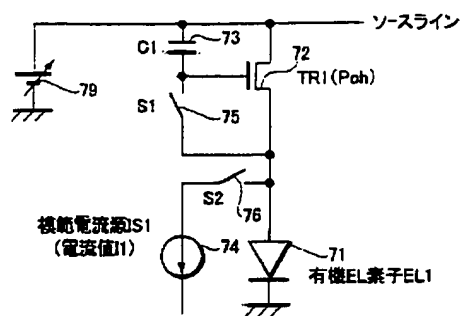 ソースライン
C1
73
72
TR1(Pch)
79
S1
75
S2
76
模範電流源IS1
(電流値I1)
74
71
有機EL素子EL1